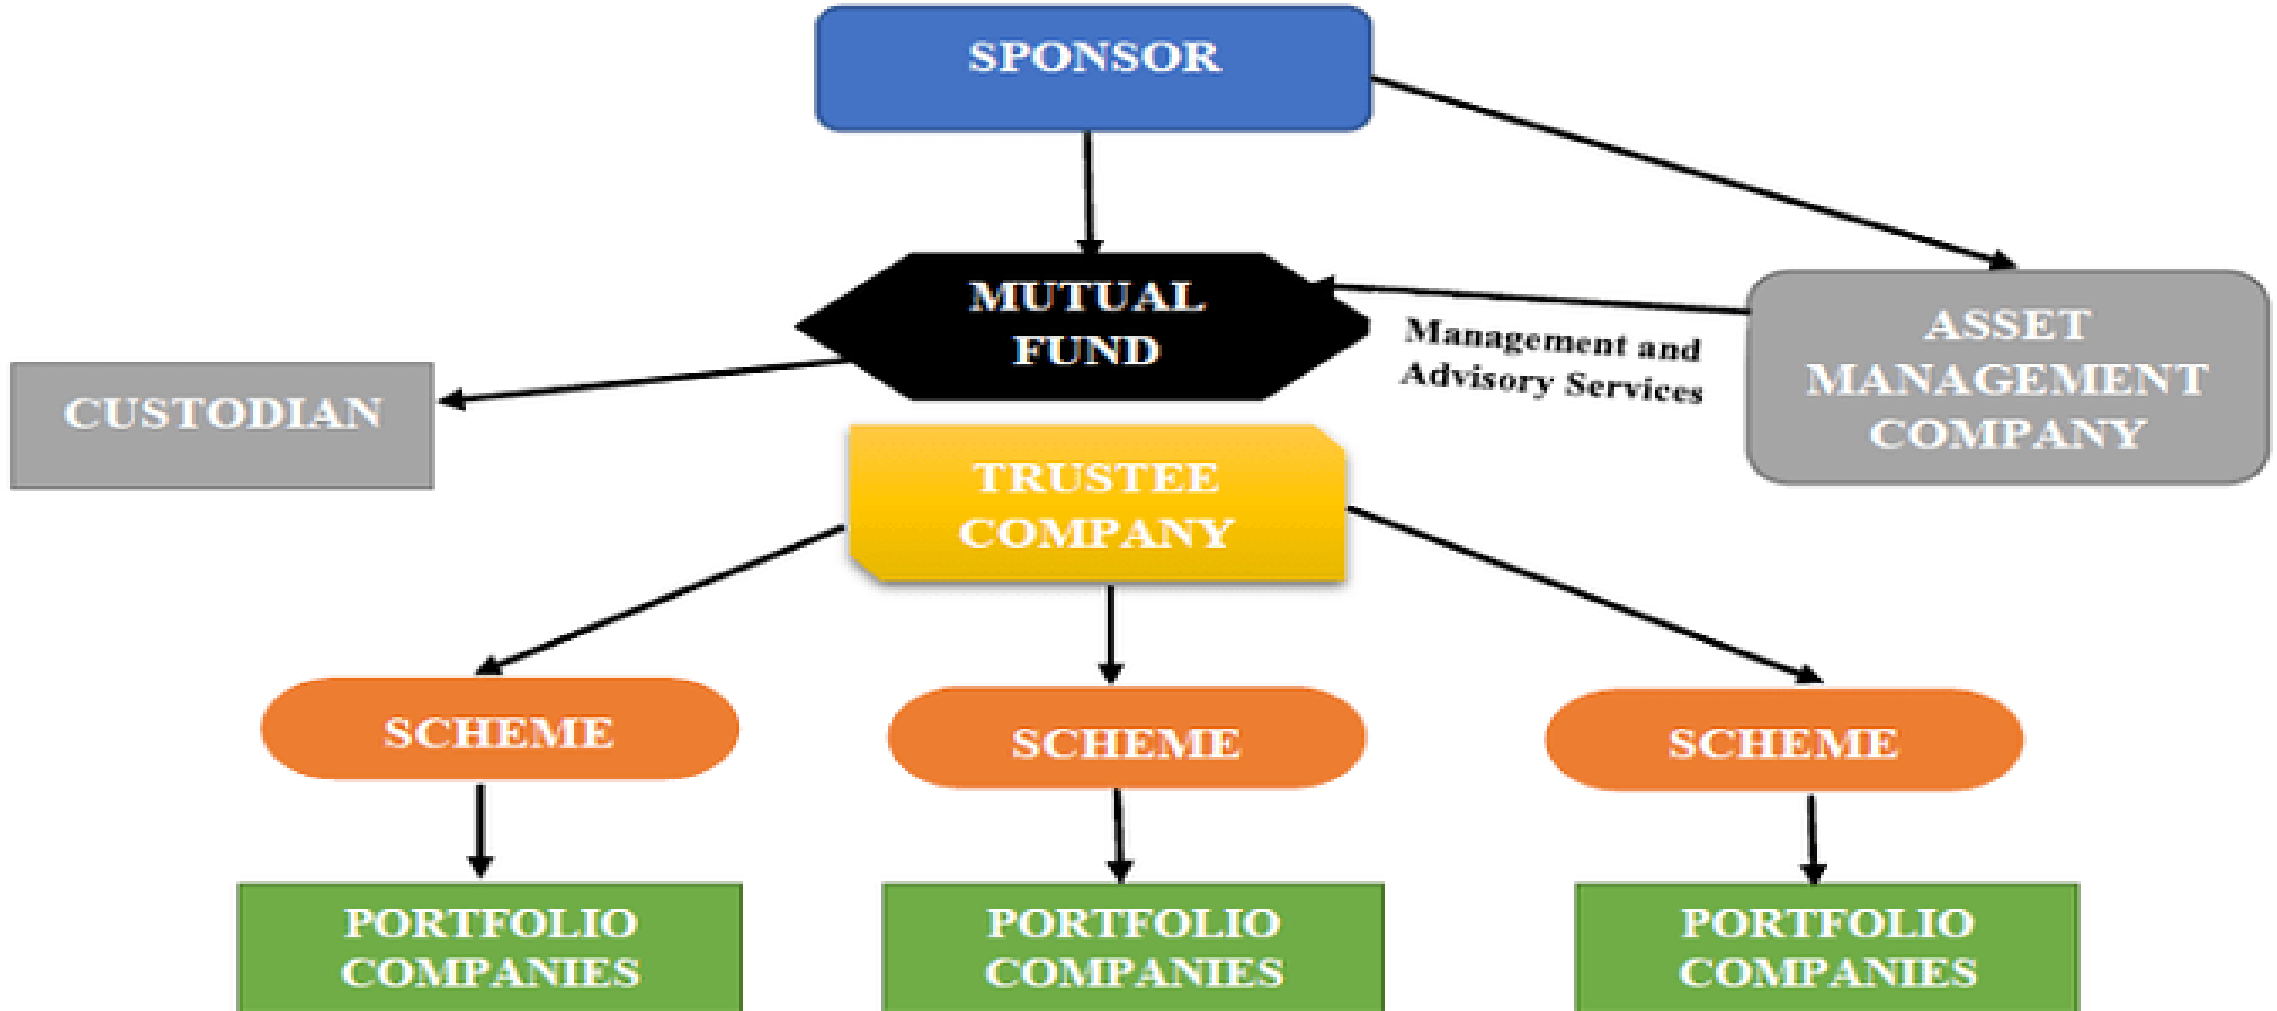 SPONSOR
MUTUAL
FUND
Management and
Advisory Services
ASSET
MANAGEMENT
COMPANY
CUSTODIAN
TRUSTEE
COMPANY
SCHEME
SCHEME
SCHEME
PORTFOLIO
COMPANIES
PORTFOLIO
COMPANIES
PORTFOLIO
COMPANIES